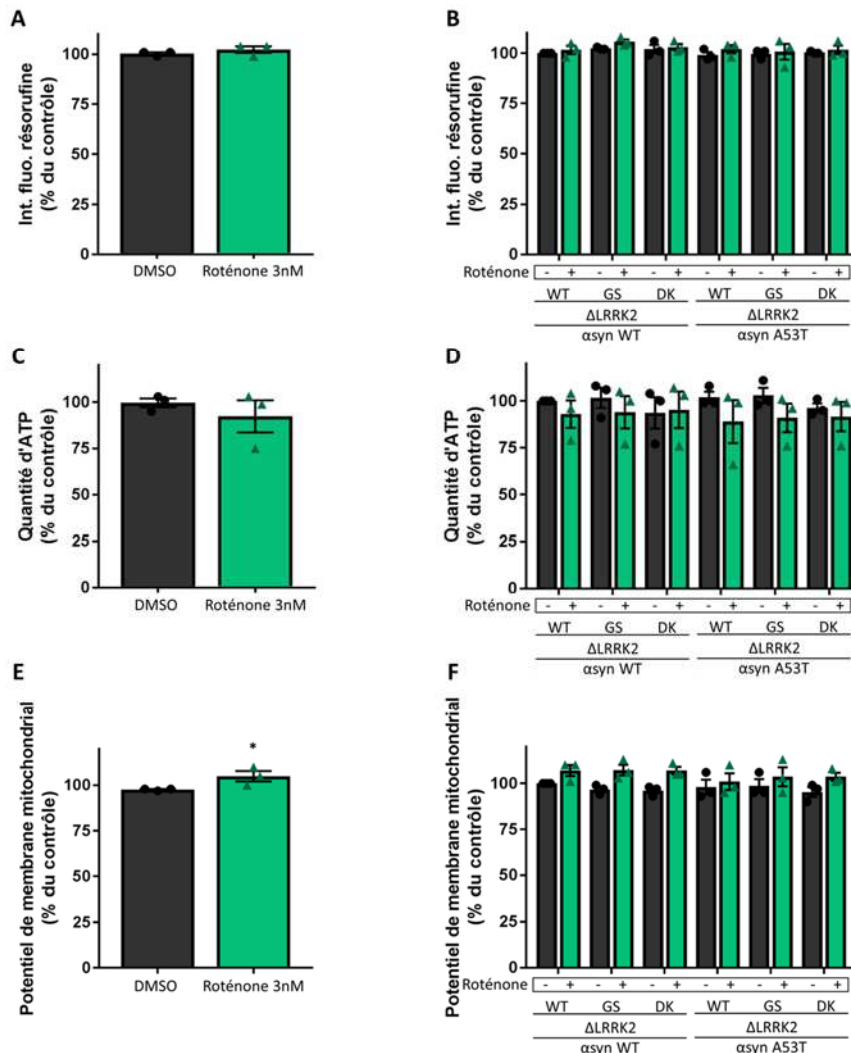 A
Int. fluo. résorufine
(% du contrôle)
100
75
50
25
0
DMSO
Roténone 3nM
B
Int. fluo. résorufine
(% du contrôle)
100
75
50
25
0
Roténone - + - + - + - + - + - +
WT GS DK WT GS DK
ΔLRRK2 ΔLRRK2
αsyn WT αsyn A53T
C
Quantité d'ATP
(% du contrôle)
100
75
50
25
0
DMSO
Roténone 3nM
D
Quantité d'ATP
(% du contrôle)
100
75
50
25
0
Roténone - + - + - + - + - + - +
WT GS DK WT GS DK
ΔLRRK2 ΔLRRK2
αsyn WT αsyn A53T
E
Potentiel de membrane mitochondrial
(% du contrôle)
100
75
50
25
0
*
DMSO
Roténone 3nM
F
Potentiel de membrane mitochondrial
(% du contrôle)
100
75
50
25
0
Roténone - + - + - + - + - + - +
WT GS DK WT GS DK
ΔLRRK2 ΔLRRK2
αsyn WT αsyn A53T